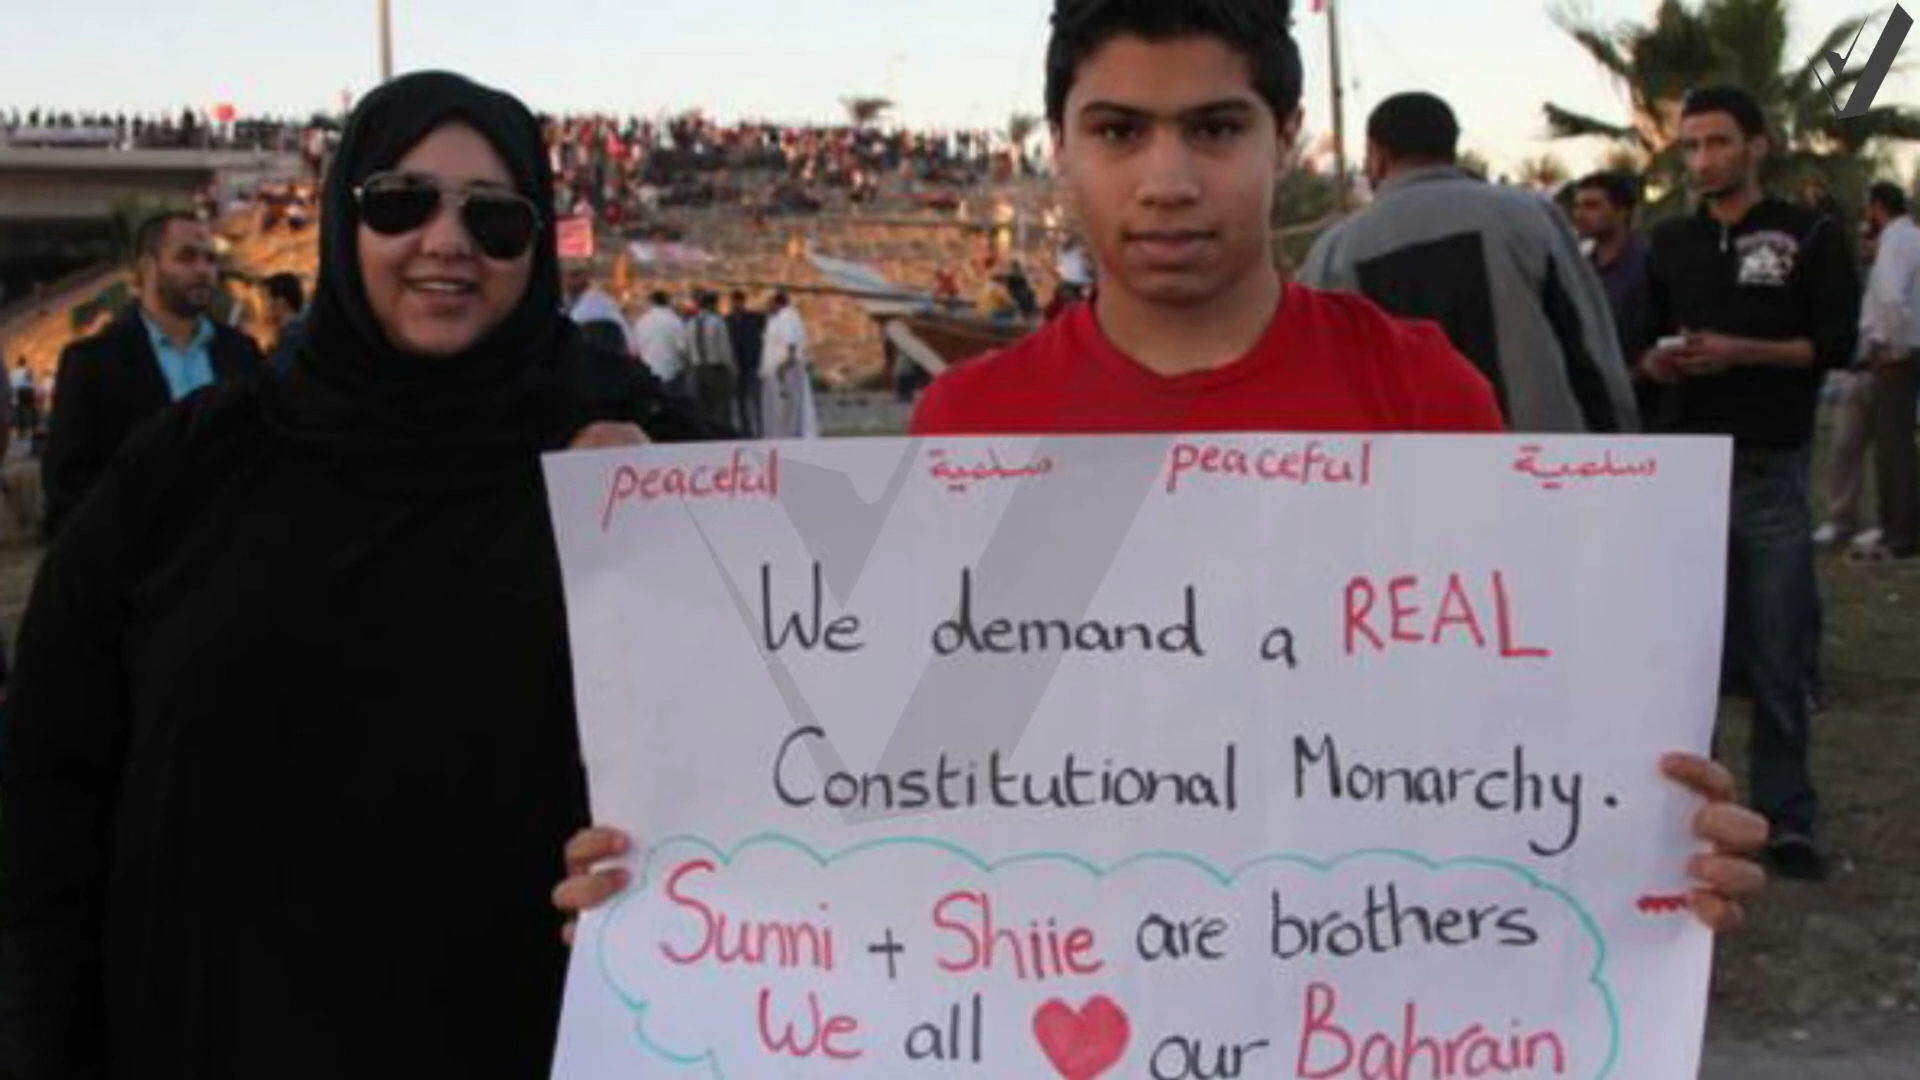 peaceful سلمية peaceful سلمية
We demand a REAL
Constitutional Monarchy.
Sunni + Shiie are brothers
We all ❤ our Bahrain